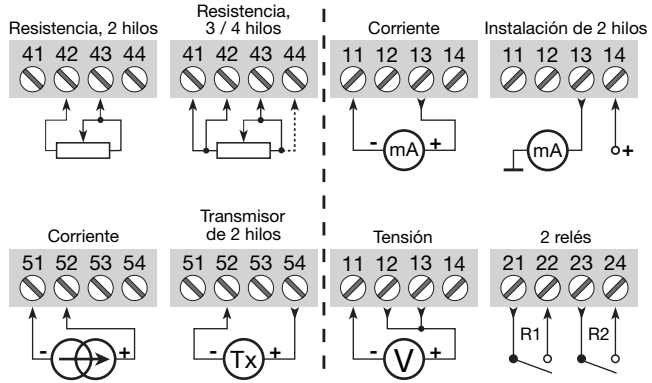 Resistencia, 2 hilos
41 42 43 44
Resistencia,
3 / 4 hilos
41 42 43 44
Corriente
11 12 13 14
- mA +
Instalación de 2 hilos
11 12 13 14
mA +
Corriente
51 52 53 54
- +
Transmisor
de 2 hilos
51 52 53 54
- Tx +
Tensión
11 12 13 14
- V +
2 relés
21 22 23 24
R1 R2